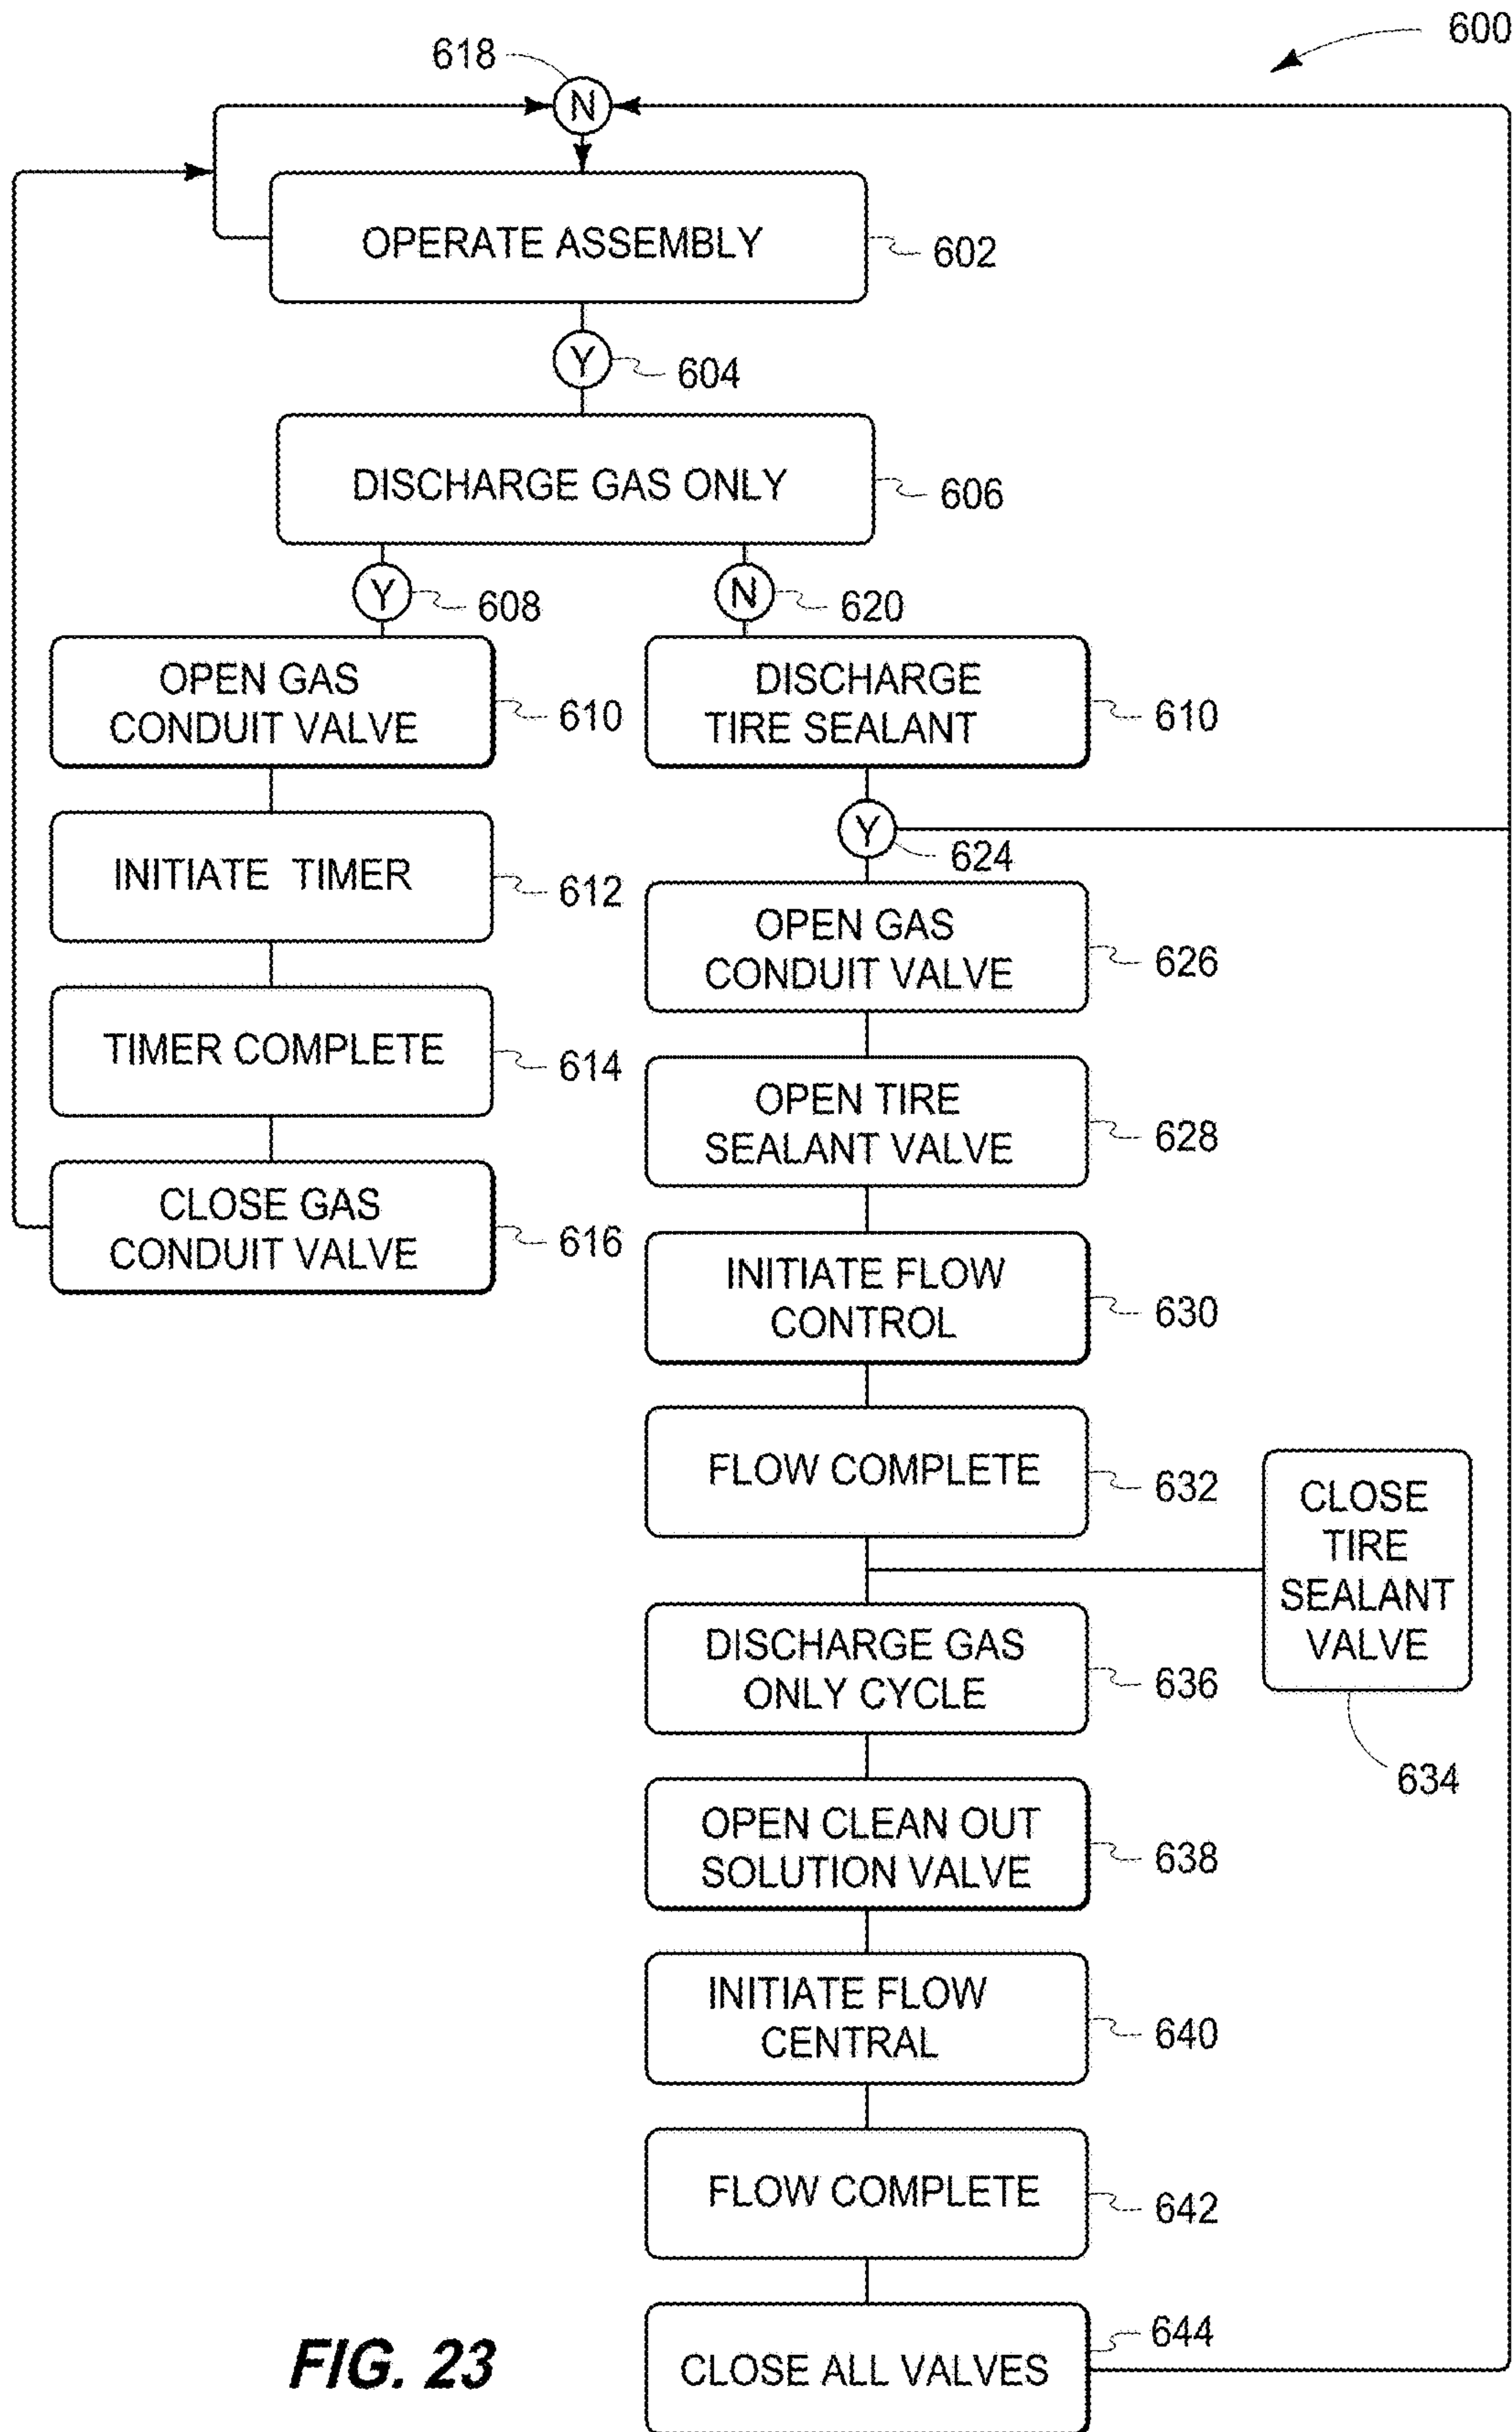 600
618
N
OPERATE ASSEMBLY
602
Y
604
DISCHARGE GAS ONLY
606
Y
608
N
620
OPEN GAS
CONDUIT VALVE
610
DISCHARGE
TIRE SEALANT
610
Y
624
INITIATE TIMER
612
OPEN GAS
CONDUIT VALVE
626
TIMER COMPLETE
614
OPEN TIRE
SEALANT VALVE
628
CLOSE GAS
CONDUIT VALVE
616
INITIATE FLOW
CONTROL
630
FLOW COMPLETE
632
CLOSE
TIRE
SEALANT
VALVE
634
DISCHARGE GAS
ONLY CYCLE
636
OPEN CLEAN OUT
SOLUTION VALVE
638
INITIATE FLOW
CENTRAL
640
FLOW COMPLETE
642
CLOSE ALL VALVES
644
FIG. 23